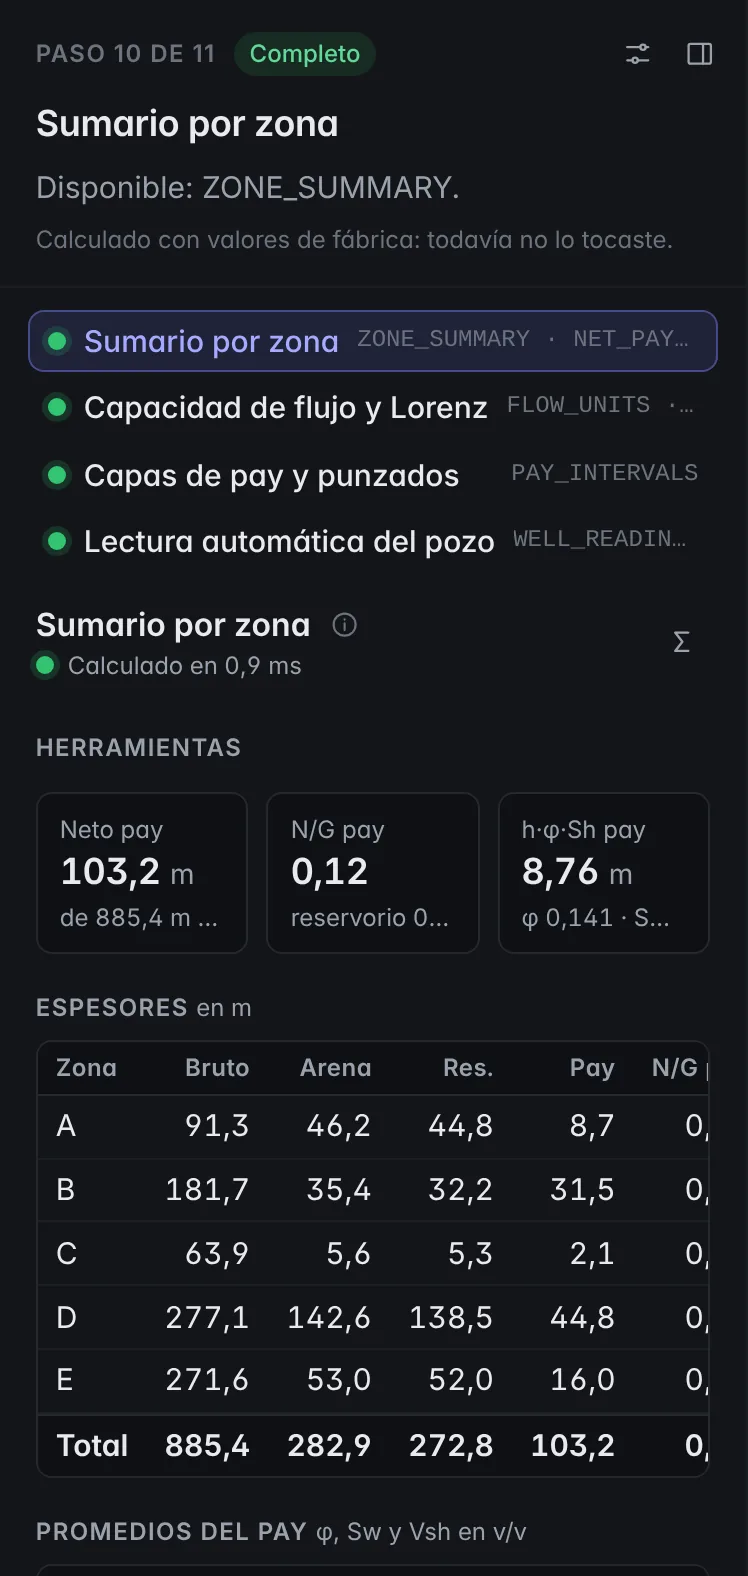 PASO 10 DE 11 Completo
Sumario por zona
Disponible: ZONE_SUMMARY.
Calculado con valores de fábrica: todavía no lo tocaste.
Sumario por zona ZONE_SUMMARY · NET_PAY…
Capacidad de flujo y Lorenz FLOW_UNITS ·…
Capas de pay y punzados PAY_INTERVALS
Lectura automática del pozo WELL_READIN…
Sumario por zona
Σ
Calculado en 0,9 ms
HERRAMIENTAS
Neto pay N/G pay h·φ·Sh pay
103,2 m 0,12 8,76 m
de 885,4 m … reservorio 0… φ 0,141 · S…
ESPESORES en m
Zona Bruto Arena Res. Pay N/G
A 91,3 46,2 44,8 8,7 0,
B 181,7 35,4 32,2 31,5 0,
C 63,9 5,6 5,3 2,1 0,
D 277,1 142,6 138,5 44,8 0,
E 271,6 53,0 52,0 16,0 0,
Total 885,4 282,9 272,8 103,2 0,
PROMEDIOS DEL PAY φ, Sw y Vsh en v/v